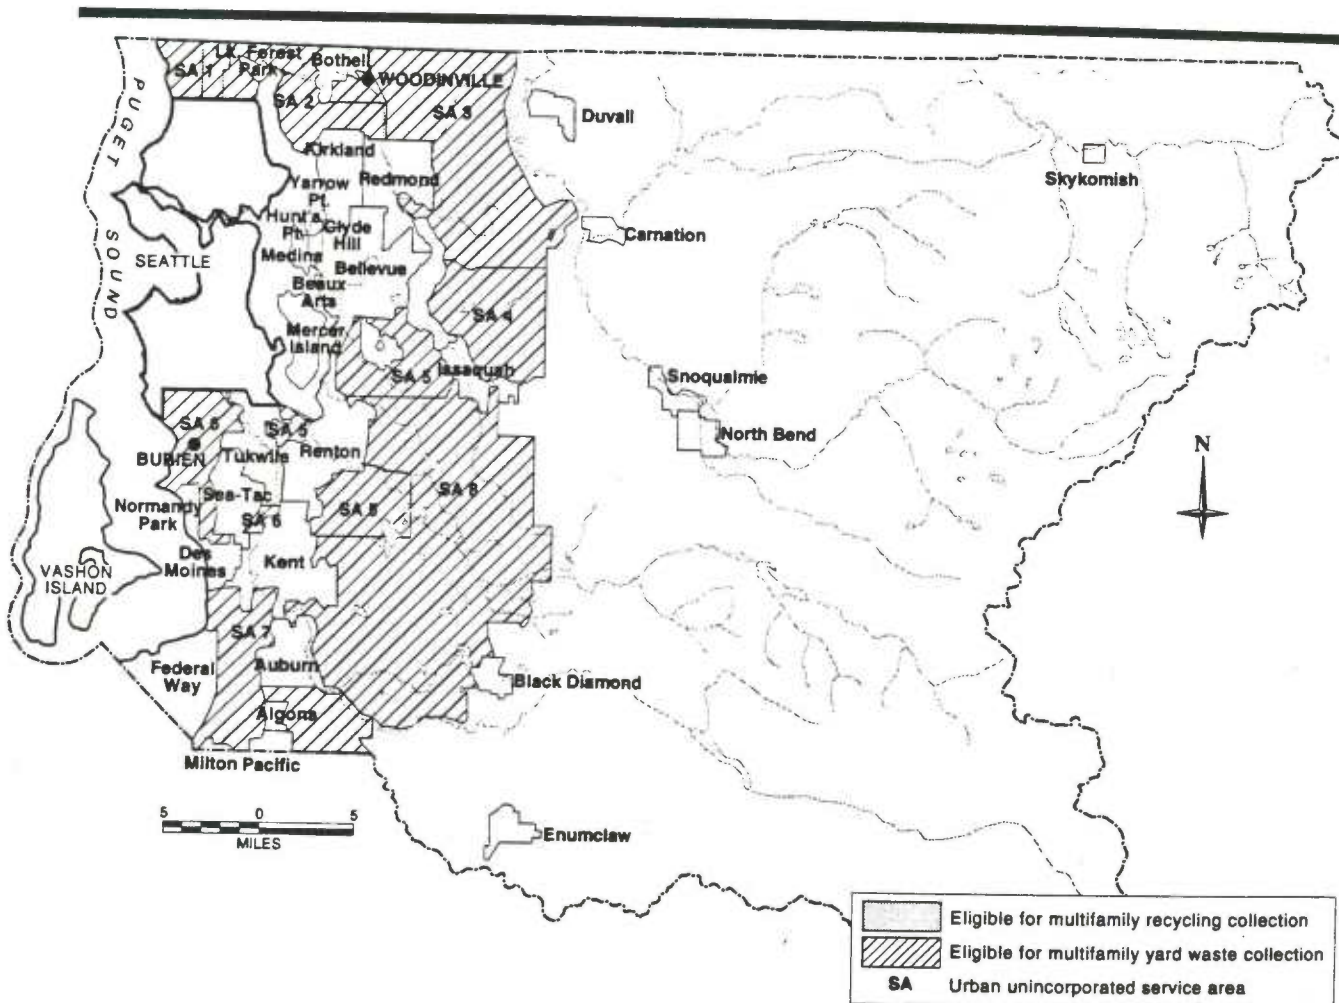 PUGET SOUND
SA 1
Lk. Forest
Park
Bothell
WOODINVILLE
SA 2
SA 3
Duvall
Kirkland
Skykomish
Yarrow
Pt.
Redmond
Hunt's
Pt.
Clyde
Hill
Carnation
SEATTLE
Medina
Bellevue
Beaux
Arts
SA 4
Mercer
Island
Issaquah
SA 5
Snoqualmie
SA 6
SA 5
North Bend
BURIEN
Tukwila
Renton
N
Sea-Tac
SA 8
Normandy
Park
SA 6
SA 5
Des
Moines
Kent
VASHON
ISLAND
SA 7
Federal
Way
Auburn
Black Diamond
Algona
Milton Pacific
5 0 5
MILES
Enumclaw
Eligible for multifamily recycling collection
Eligible for multifamily yard waste collection
SA Urban unincorporated service area